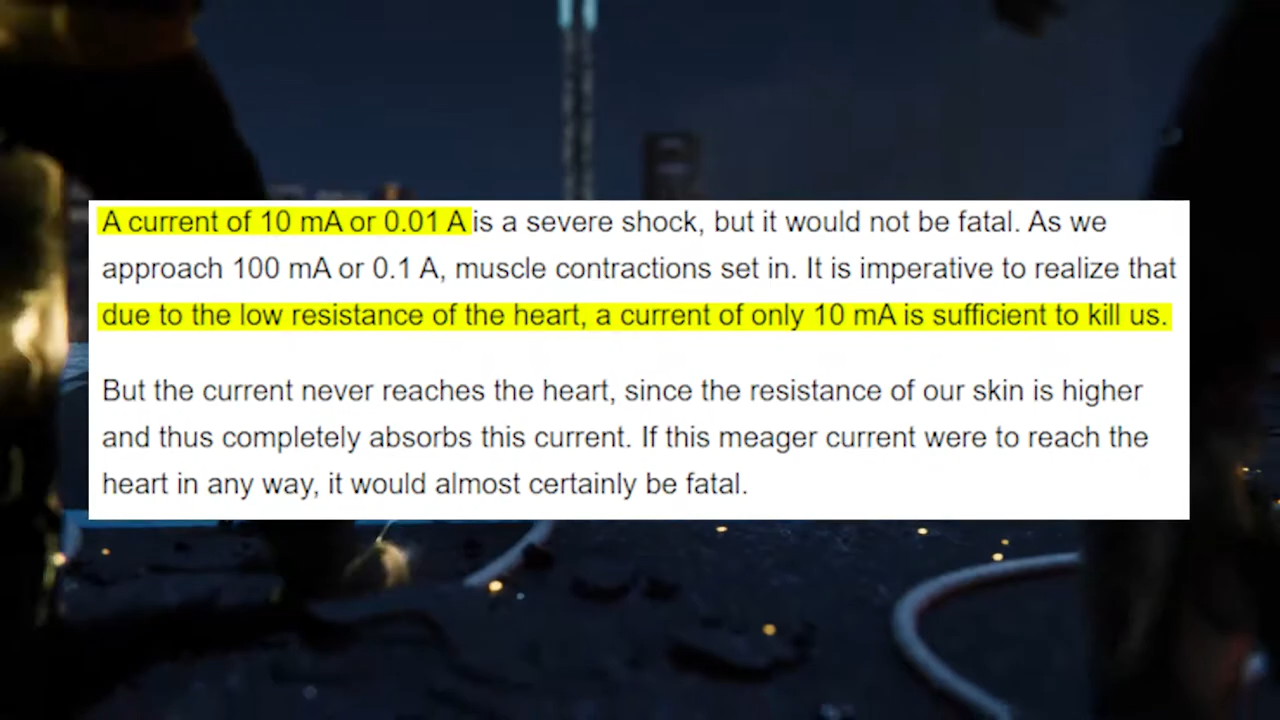 A current of 10 mA or 0.01 A is a severe shock, but it would not be fatal. As we
approach 100 mA or 0.1 A, muscle contractions set in. It is imperative to realize that
due to the low resistance of the heart, a current of only 10 mA is sufficient to kill us.
But the current never reaches the heart, since the resistance of our skin is higher
and thus completely absorbs this current. If this meager current were to reach the
heart in any way, it would almost certainly be fatal.